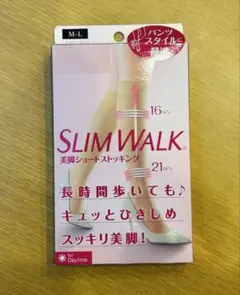 M-L
パンツ
スタイルに
16hPa
SLIM WALK
美脚ショートストッキング
21hPa
長時間歩いても♪
キュッとひきしめ
スッキリ美脚!
for
Daytime